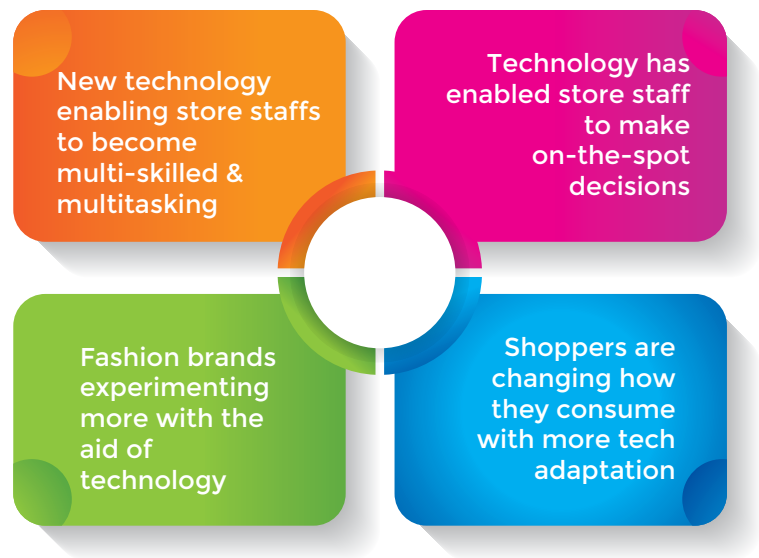 New technology
enabling store staffs
to become
multi-skilled &
multitasking
Technology has
enabled store staff
to make
on-the-spot
decisions
Fashion brands
experimenting
more with the
aid of
technology
Shoppers are
changing how
they consume
with more tech
adaptation